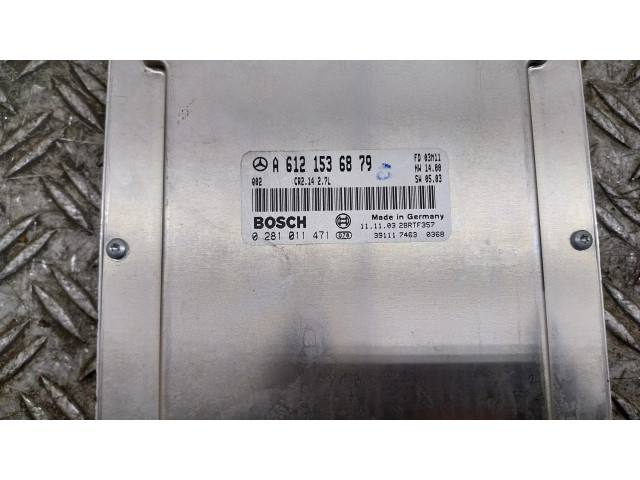 A 612 153 68 79
FD 03M11
HW 14.00
002 CR2.14 2.7L SW 05.03
BOSCH
Made in Germany
11.11.03 28RTF357
0 281 011 471 078
39111 7463 0368